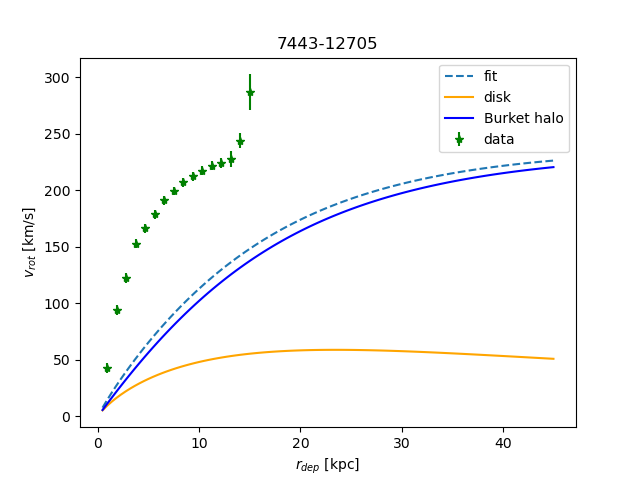 7443-12705
300
250
200
150
100
50
0
v_rot [km/s]
fit
disk
Burket halo
data
0 10 20 30 40
r_dep [kpc]